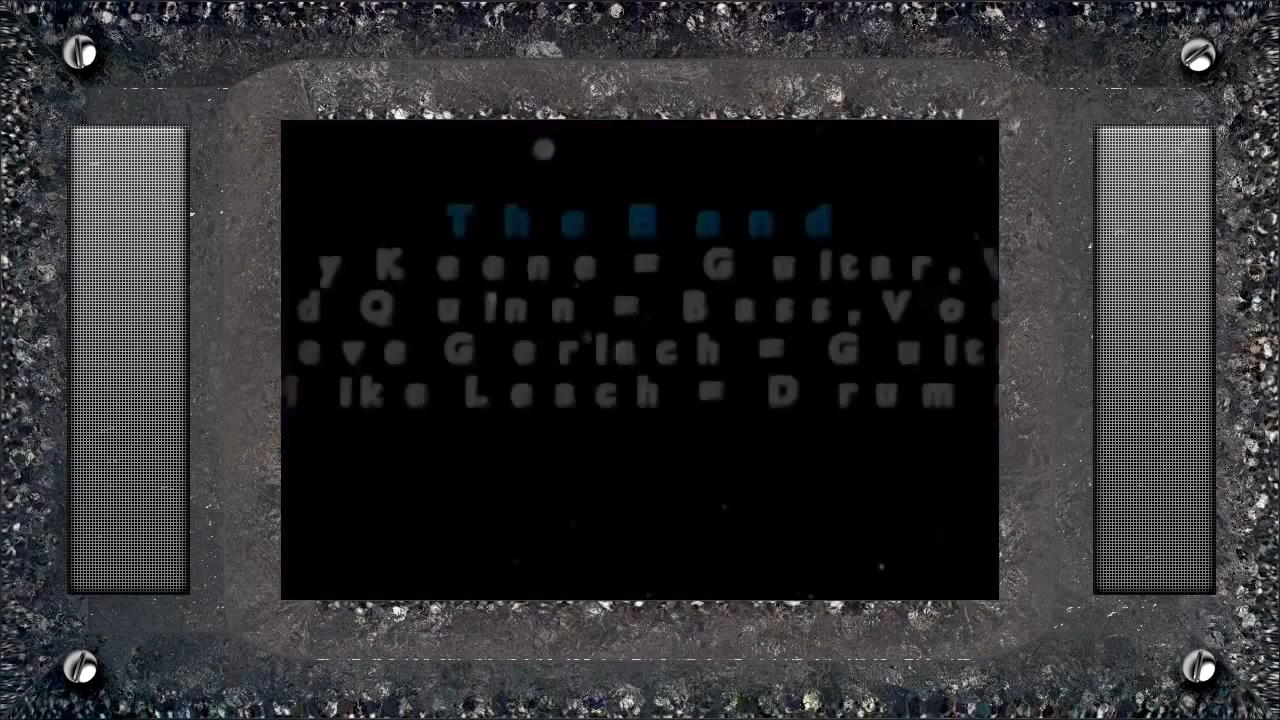 The Band
y Keene = Guitar, V
d Quinn = Bass,Vo
eve Gerlach = Guit
ike Leach = Drum